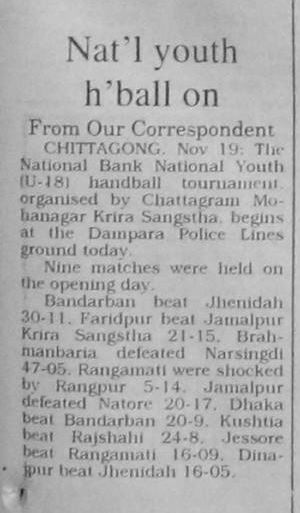 Nat'l youth
h'ball on
From Our Correspondent
CHITTAGONG, Nov 19: The
National Bank National Youth
(U-18) handball tournament
organised by Chattagram Mo-
hanagar Krira Sangstha, begins
at the Dampara Police Lines
ground today.
Nine matches were held on
the opening day.
Bandarban beat Jhenidah
30-11, Faridpur beat Jamalpur
Krira Sangstha 21-15, Brah-
manbaria defeated Narsingdi
47-05, Rangamati were shocked
by Rangpur 5-14, Jamalpur
defeated Natore 20-17, Dhaka
beat Bandarban 20-9, Kushtia
beat Rajshahi 24-8, Jessore
beat Rangamati 16-09, Dina-
jpur beat Jhenidah 16-05.